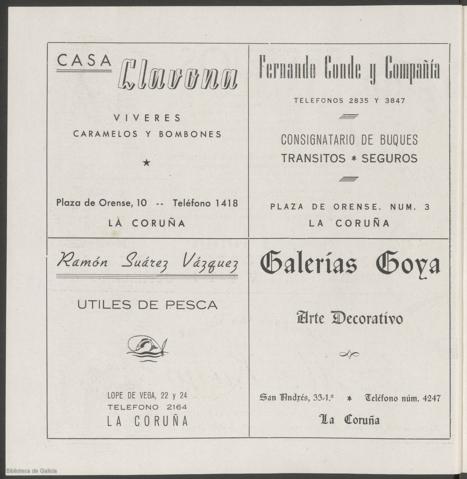 CASA Clavona
VIVERES
CARAMELOS Y BOMBONES
★
Plaza de Orense, 10 -- Teléfono 1418
LA CORUÑA
Fernando Conde y Compañía
TELEFONOS 2835 Y 3847
CONSIGNATARIO DE BUQUES
TRANSITOS * SEGUROS
PLAZA DE ORENSE, NUM. 3
LA CORUÑA
Ramón Suárez Vázquez
UTILES DE PESCA
LOPE DE VEGA, 22 y 24
TELEFONO 2164
LA CORUÑA
Galerías Goya
Arte Decorativo
San Andrés, 33-1.º * Teléfono núm. 4247
La Coruña
Biblioteca de Galicia